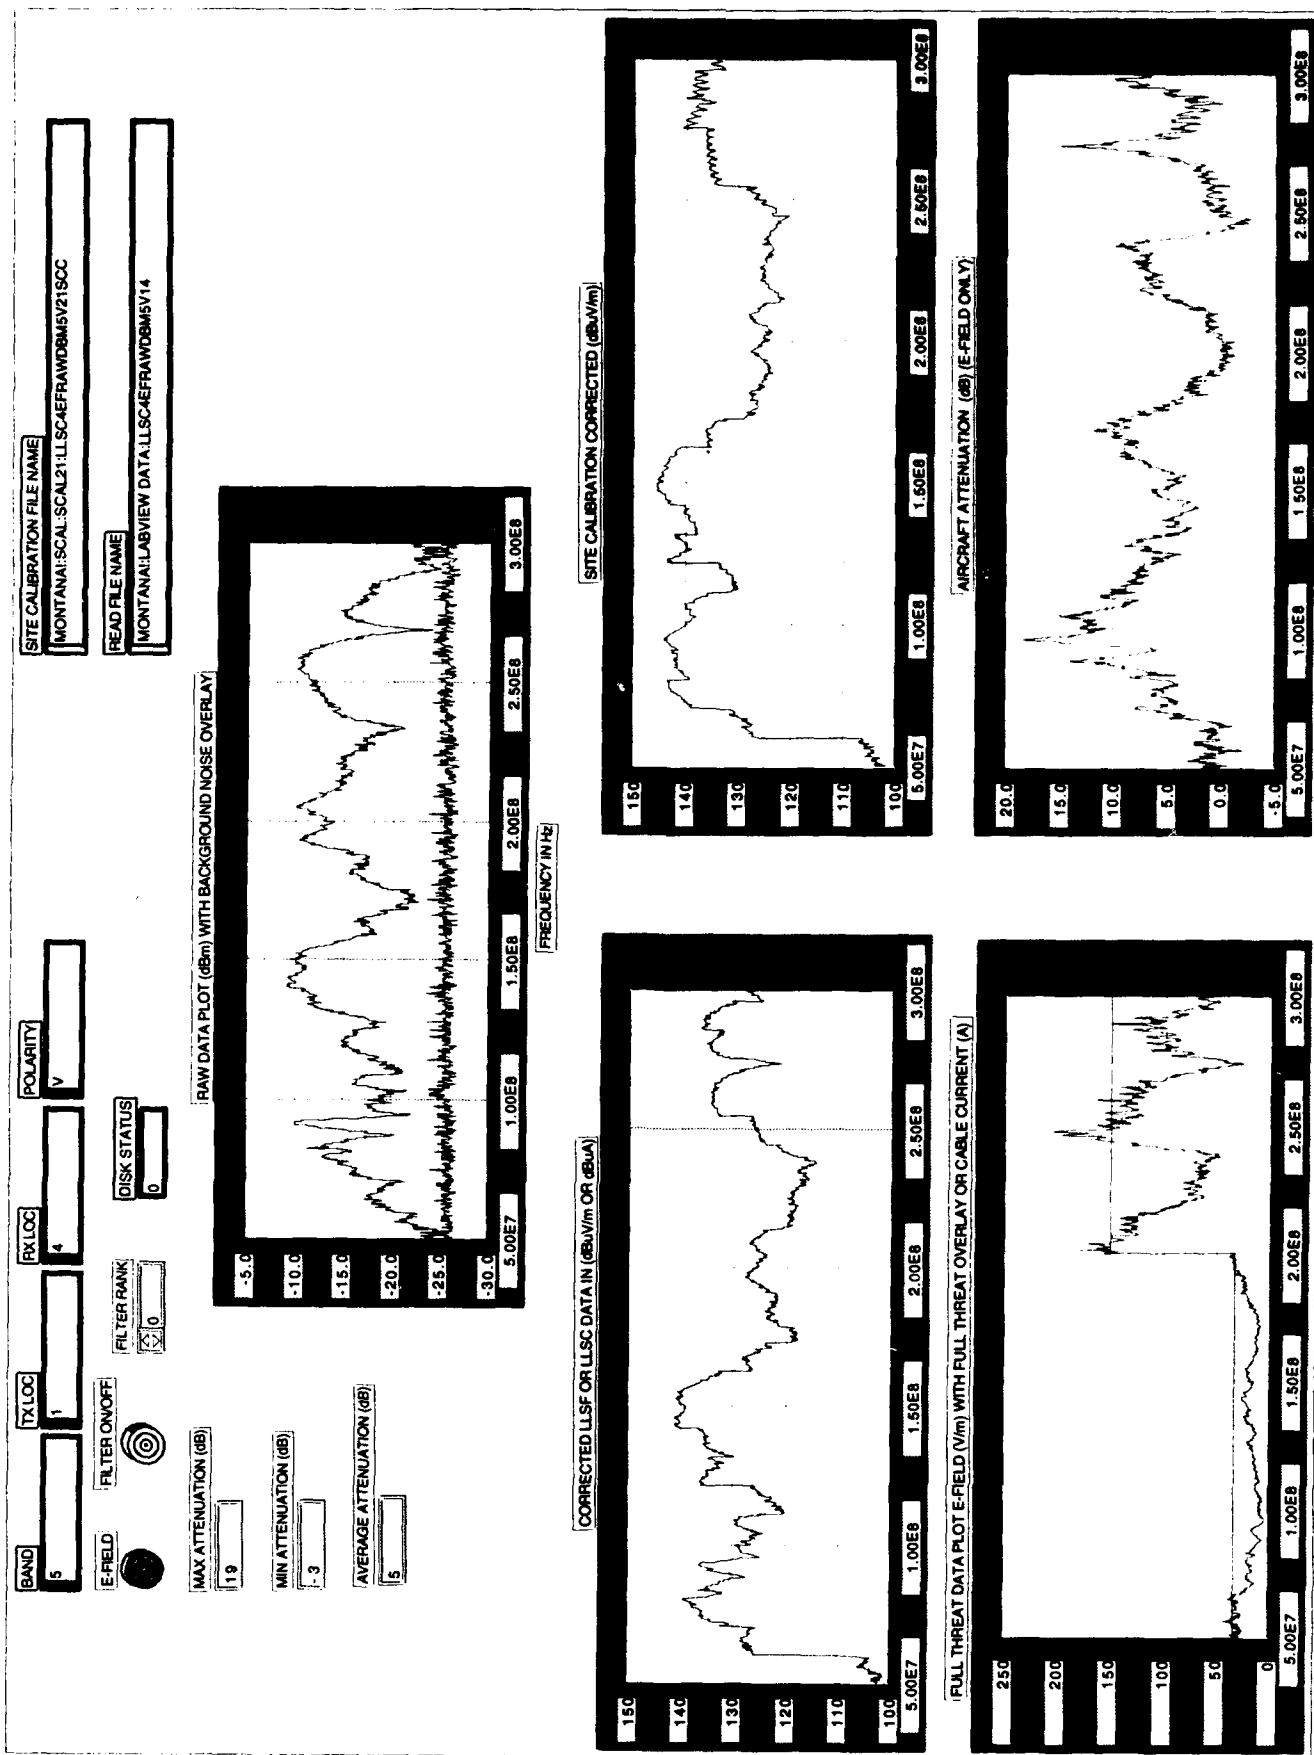 BAND
5
TX LOC
1
RX LOC
4
POLARITY
V
SITE CALIBRATION FILE NAME
MONTANAI:SCAL:SCAL21:LLSC4EFRAWDBM5V21SCC
E-FIELD
FILTER ON/OFF
FILTER RANK
0
DISK STATUS
0
READ FILE NAME
MONTANAI:LABVIEW DATA:LLSC4EFRAWDBM5V14
MAX ATTENUATION (dB)
19
MIN ATTENUATION (dB)
-3
AVERAGE ATTENUATION (dB)
5
RAW DATA PLOT (dBm) WITH BACKGROUND NOISE OVERLAY
-5.0
-10.0
-15.0
-20.0
-25.0
-30.0
5.00E7 1.00E8 1.50E8 2.00E8 2.50E8 3.00E8
FREQUENCY IN Hz
CORRECTED LLSF OR LLSC DATA IN (dBuV/m OR dBuA)
150
140
130
120
110
100
5.00E7 1.00E8 1.50E8 2.00E8 2.50E8 3.00E8
SITE CALIBRATION CORRECTED (dBuV/m)
150
140
130
120
110
100
5.00E7 1.00E8 1.50E8 2.00E8 2.50E8 3.00E8
FULL THREAT DATA PLOT E-FIELD (V/m) WITH FULL THREAT OVERLAY OR CABLE CURRENT (A)
250
200
150
100
50
0
5.00E7 1.00E8 1.50E8 2.00E8 2.50E8 3.00E8
AIRCRAFT ATTENUATION (dB) (E-FIELD ONLY)
20.0
15.0
10.0
5.0
0.0
-5.0
5.00E7 1.00E8 1.50E8 2.00E8 2.50E8 3.00E8